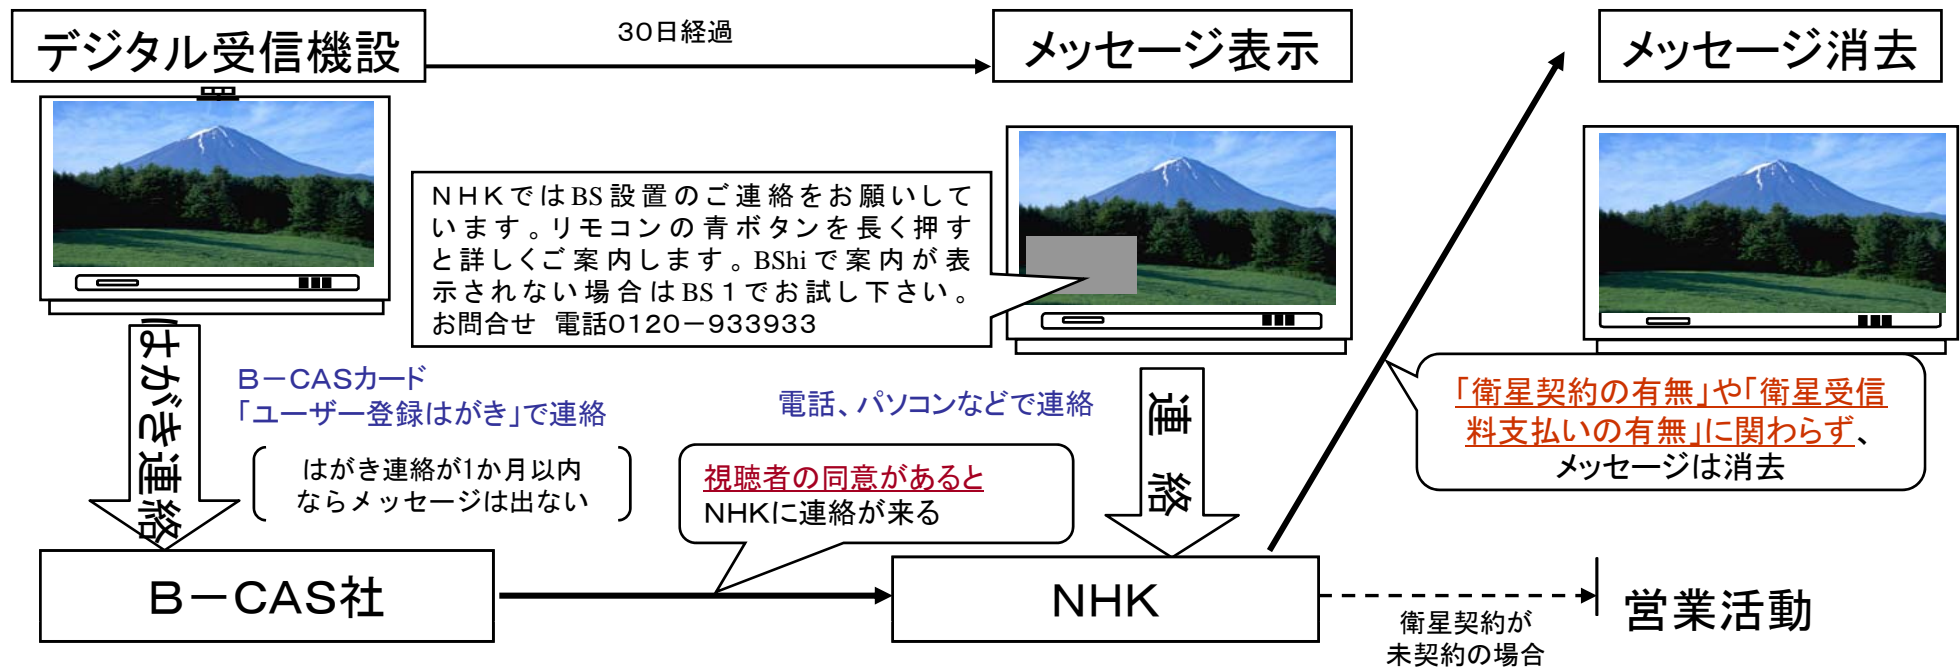 デジタル受信機設
置
30日経過
メッセージ表示
メッセージ消去
NHKではBS設置のご連絡をお願いして
います。リモコンの青ボタンを長く押す
と詳しくご案内します。BShiで案内が表
示されない場合はBS1でお試し下さい。
お問合せ 電話0120-933933
はがき連絡
B-CASカード
「ユーザー登録はがき」で連絡
はがき連絡が1か月以内
ならメッセージは出ない
電話、パソコンなどで連絡
連絡
視聴者の同意があると
NHKに連絡が来る
「衛星契約の有無」や「衛星受信
料支払いの有無」に関わらず、
メッセージは消去
B-CAS社
NHK
衛星契約が
未契約の場合
営業活動